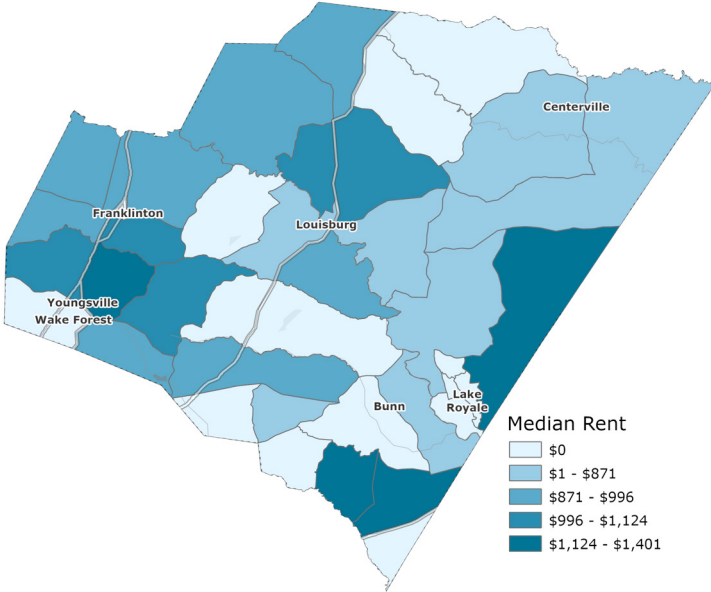 Centerville
Franklinton
Louisburg
Youngsville
Wake Forest
Lake
Royale
Bunn
Median Rent
$0
$1 - $871
$871 - $996
$996 - $1,124
$1,124 - $1,401